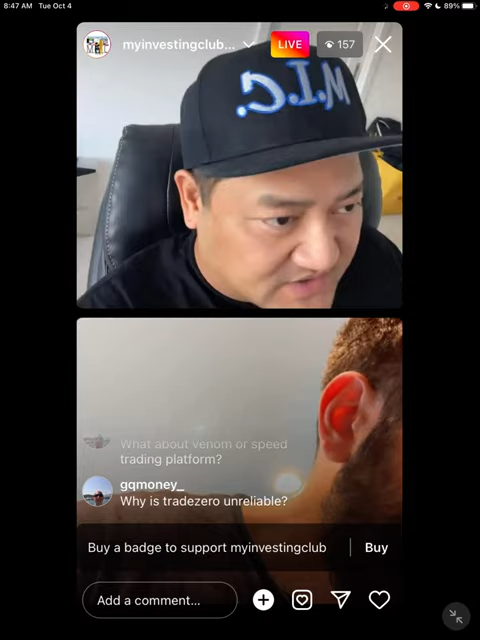 8:47 AM Tue Oct 4
89%
myinvestingclub...
LIVE
157
M.I.C.
What about venom or speed
trading platform?
gqmoney_
Why is tradezero unreliable?
Buy a badge to support myinvestingclub
Buy
Add a comment...